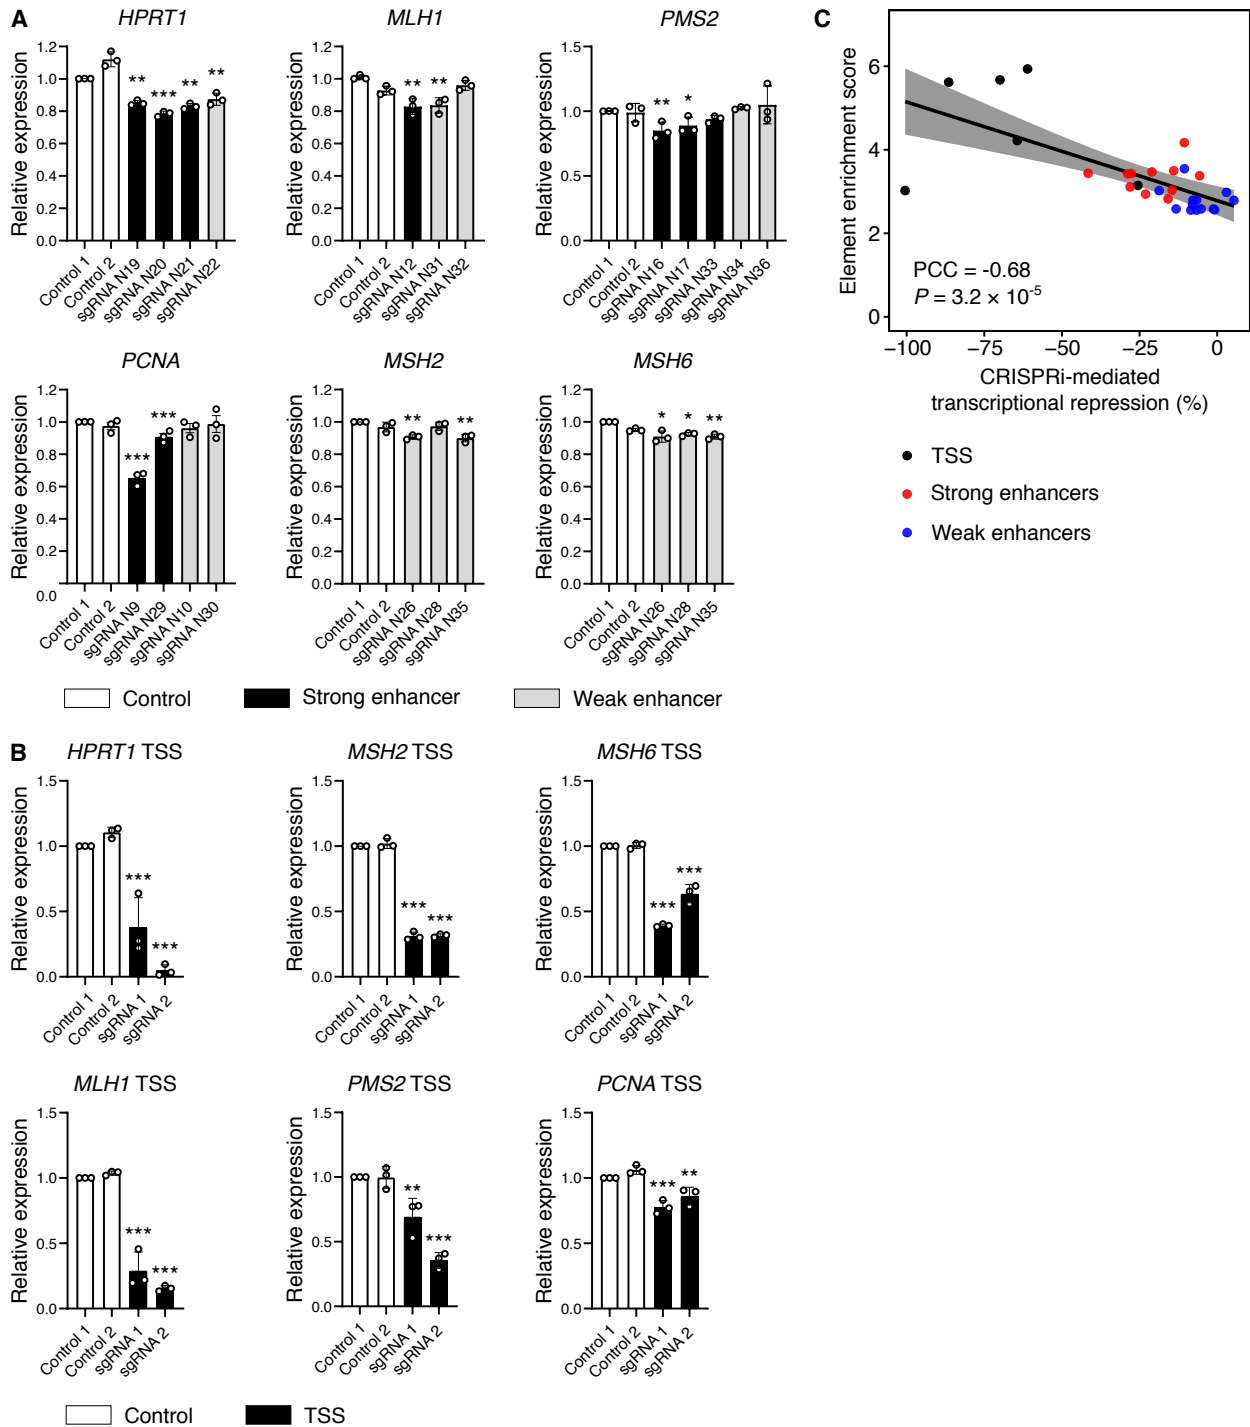 A
HPRT1
Relative expression
1.2
1.0
0.8
0.6
0.4
0.2
0.0
** *** ** **
Control 1
Control 2
sgRNA N19
sgRNA N20
sgRNA N21
sgRNA N22
MLH1
Relative expression
1.2
1.0
0.8
0.6
0.4
0.2
0.0
** **
Control 1
Control 2
sgRNA N12
sgRNA N31
sgRNA N32
PMS2
Relative expression
1.5
1.0
0.5
0.0
** *
Control 1
Control 2
sgRNA N16
sgRNA N17
sgRNA N33
sgRNA N34
sgRNA N36
PCNA
Relative expression
1.2
1.0
0.8
0.6
0.4
0.2
0.0
*** ***
Control 1
Control 2
sgRNA N9
sgRNA N29
sgRNA N10
sgRNA N30
MSH2
Relative expression
1.2
1.0
0.8
0.6
0.4
0.2
0.0
** **
Control 1
Control 2
sgRNA N26
sgRNA N28
sgRNA N35
MSH6
Relative expression
1.2
1.0
0.8
0.6
0.4
0.2
0.0
* * **
Control 1
Control 2
sgRNA N26
sgRNA N28
sgRNA N35
Control
Strong enhancer
Weak enhancer
B
HPRT1 TSS
Relative expression
1.5
1.0
0.5
0.0
*** ***
Control 1
Control 2
sgRNA 1
sgRNA 2
MSH2 TSS
Relative expression
1.5
1.0
0.5
0.0
*** ***
Control 1
Control 2
sgRNA 1
sgRNA 2
MSH6 TSS
Relative expression
1.5
1.0
0.5
0.0
*** ***
Control 1
Control 2
sgRNA 1
sgRNA 2
MLH1 TSS
Relative expression
1.5
1.0
0.5
0.0
*** ***
Control 1
Control 2
sgRNA 1
sgRNA 2
PMS2 TSS
Relative expression
1.5
1.0
0.5
0.0
** ***
Control 1
Control 2
sgRNA 1
sgRNA 2
PCNA TSS
Relative expression
1.5
1.0
0.5
0.0
*** **
Control 1
Control 2
sgRNA 1
sgRNA 2
Control
TSS
C
Element enrichment score
6
4
2
0
PCC = -0.68
P = 3.2 × 10⁻⁵
−100 −75 −50 −25 0
CRISPRi-mediated
transcriptional repression (%)
TSS
Strong enhancers
Weak enhancers